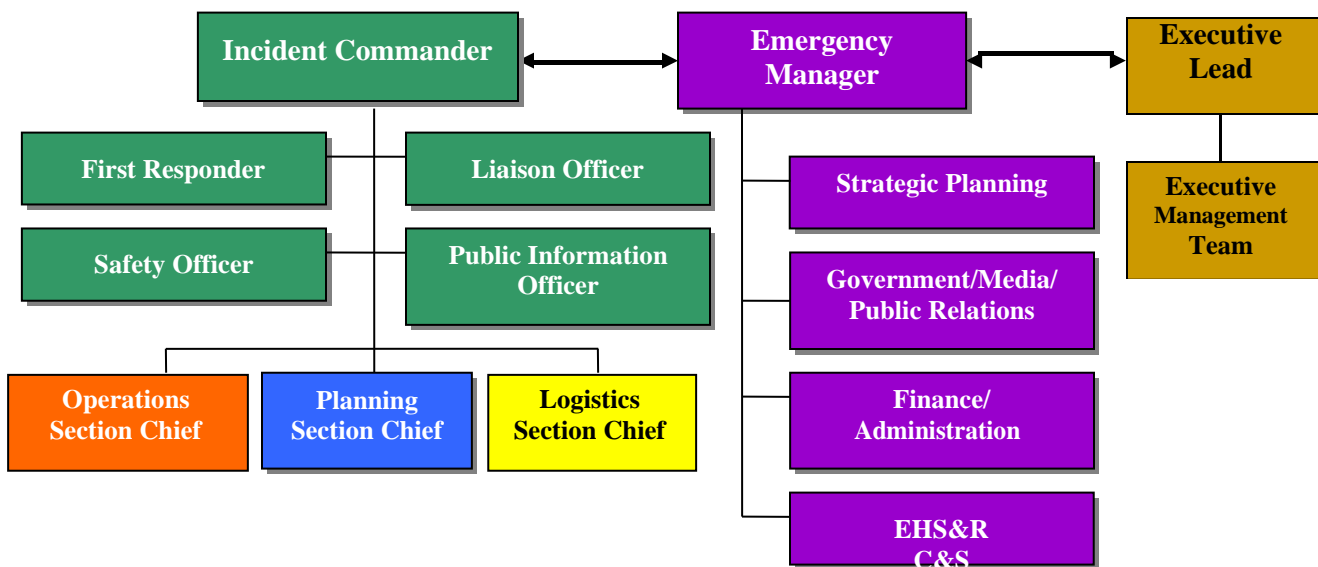 Incident Commander
Emergency
Manager
Executive
Lead
First Responder
Liaison Officer
Safety Officer
Public Information
Officer
Operations
Section Chief
Planning
Section Chief
Logistics
Section Chief
Strategic Planning
Government/Media/
Public Relations
Finance/
Administration
EHS&R
C&S
Executive
Management
Team